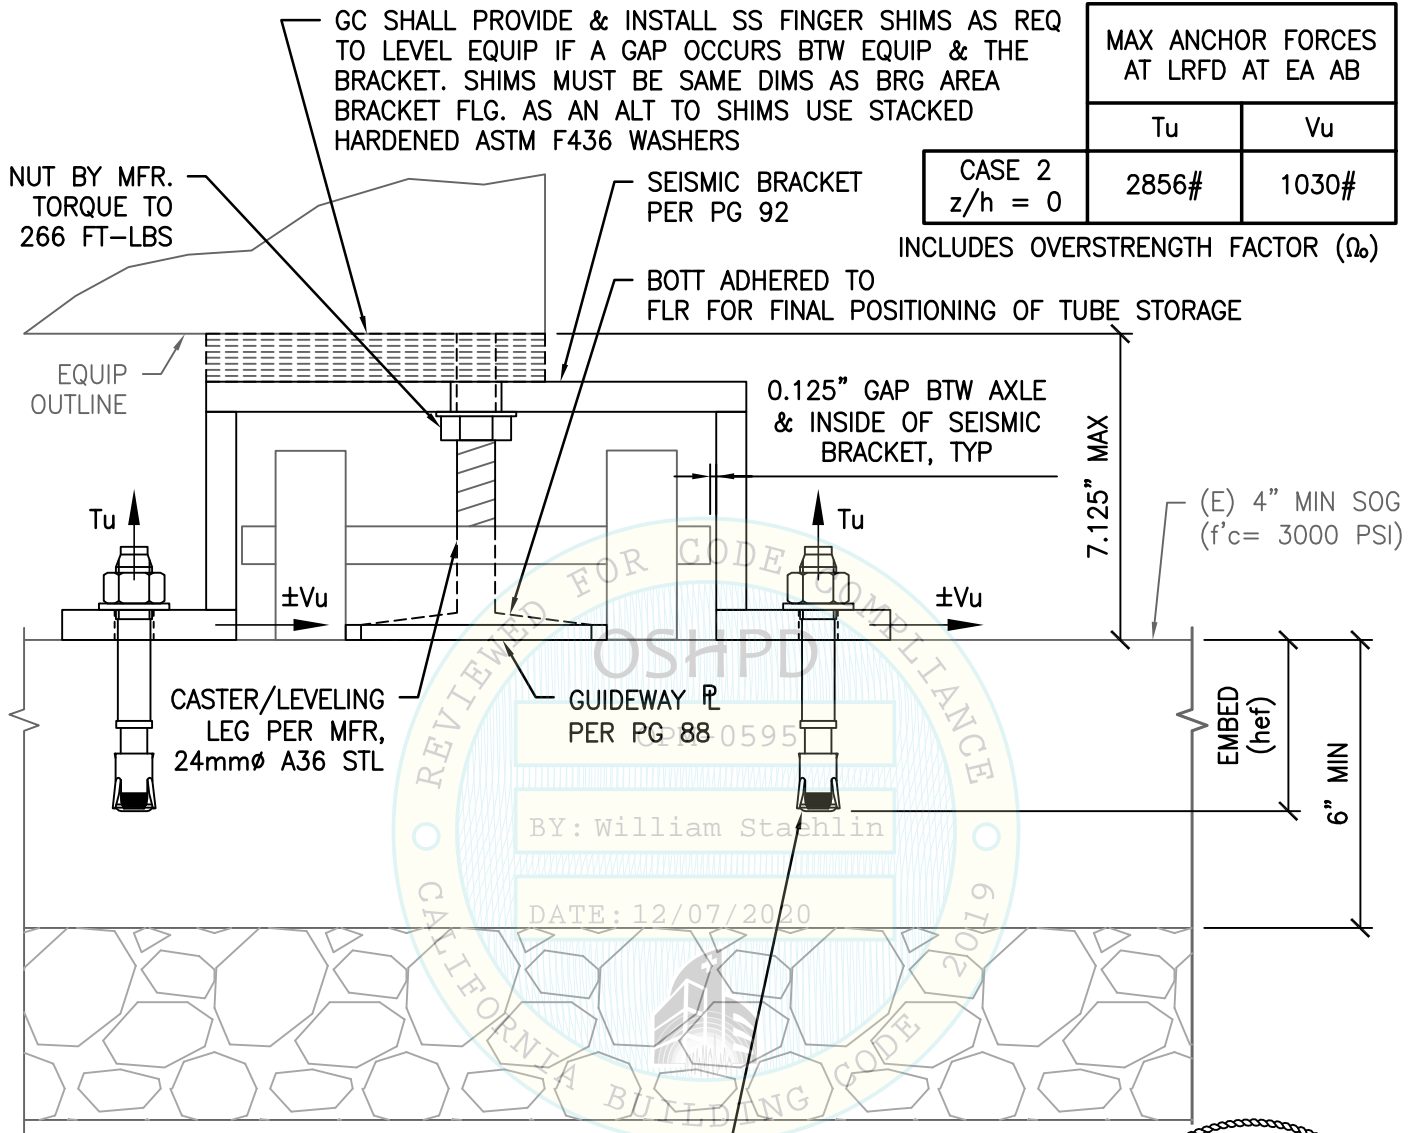 GC SHALL PROVIDE & INSTALL SS FINGER SHIMS AS REQ
TO LEVEL EQUIP IF A GAP OCCURS BTW EQUIP & THE
BRACKET. SHIMS MUST BE SAME DIMS AS BRG AREA
BRACKET FLG. AS AN ALT TO SHIMS USE STACKED
HARDENED ASTM F436 WASHERS
MAX ANCHOR FORCES
AT LRFD AT EA AB
Tu Vu
CASE 2
z/h = 0
2856# 1030#
INCLUDES OVERSTRENGTH FACTOR (Ωo)
NUT BY MFR.
TORQUE TO
266 FT-LBS
SEISMIC BRACKET
PER PG 92
BOTT ADHERED TO
FLR FOR FINAL POSITIONING OF TUBE STORAGE
EQUIP
OUTLINE
0.125" GAP BTW AXLE
& INSIDE OF SEISMIC
BRACKET, TYP
7.125" MAX
(E) 4" MIN SOG
(f'c= 3000 PSI)
Tu
Tu
±Vu
±Vu
CASTER/LEVELING
LEG PER MFR,
24mmø A36 STL
GUIDEWAY ℄
PER PG 88
EMBED
(hef)
6" MIN
REVIEWED FOR CODE COMPLIANCE
OSHPD
OPM-0595
BY: William Staehlin
DATE: 12/07/2020
CALIFORNIA BUILDING CODE 2019